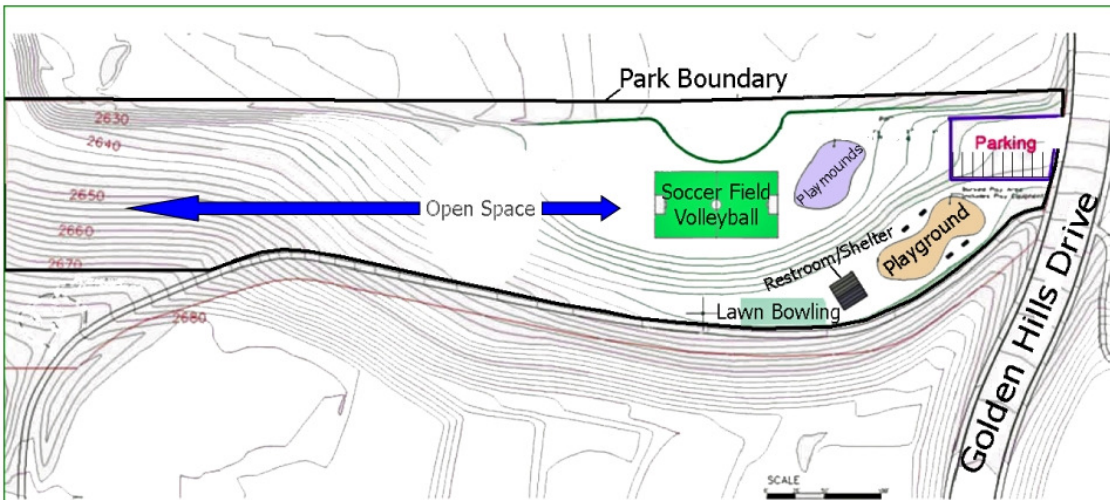 Park Boundary
2630
2640
2650
2660
2670
2680
Open Space
Soccer Field
Volleyball
Playmounds
Parking
Playground
Restroom/Shelter
Lawn Bowling
Golden Hills Drive
SCALE